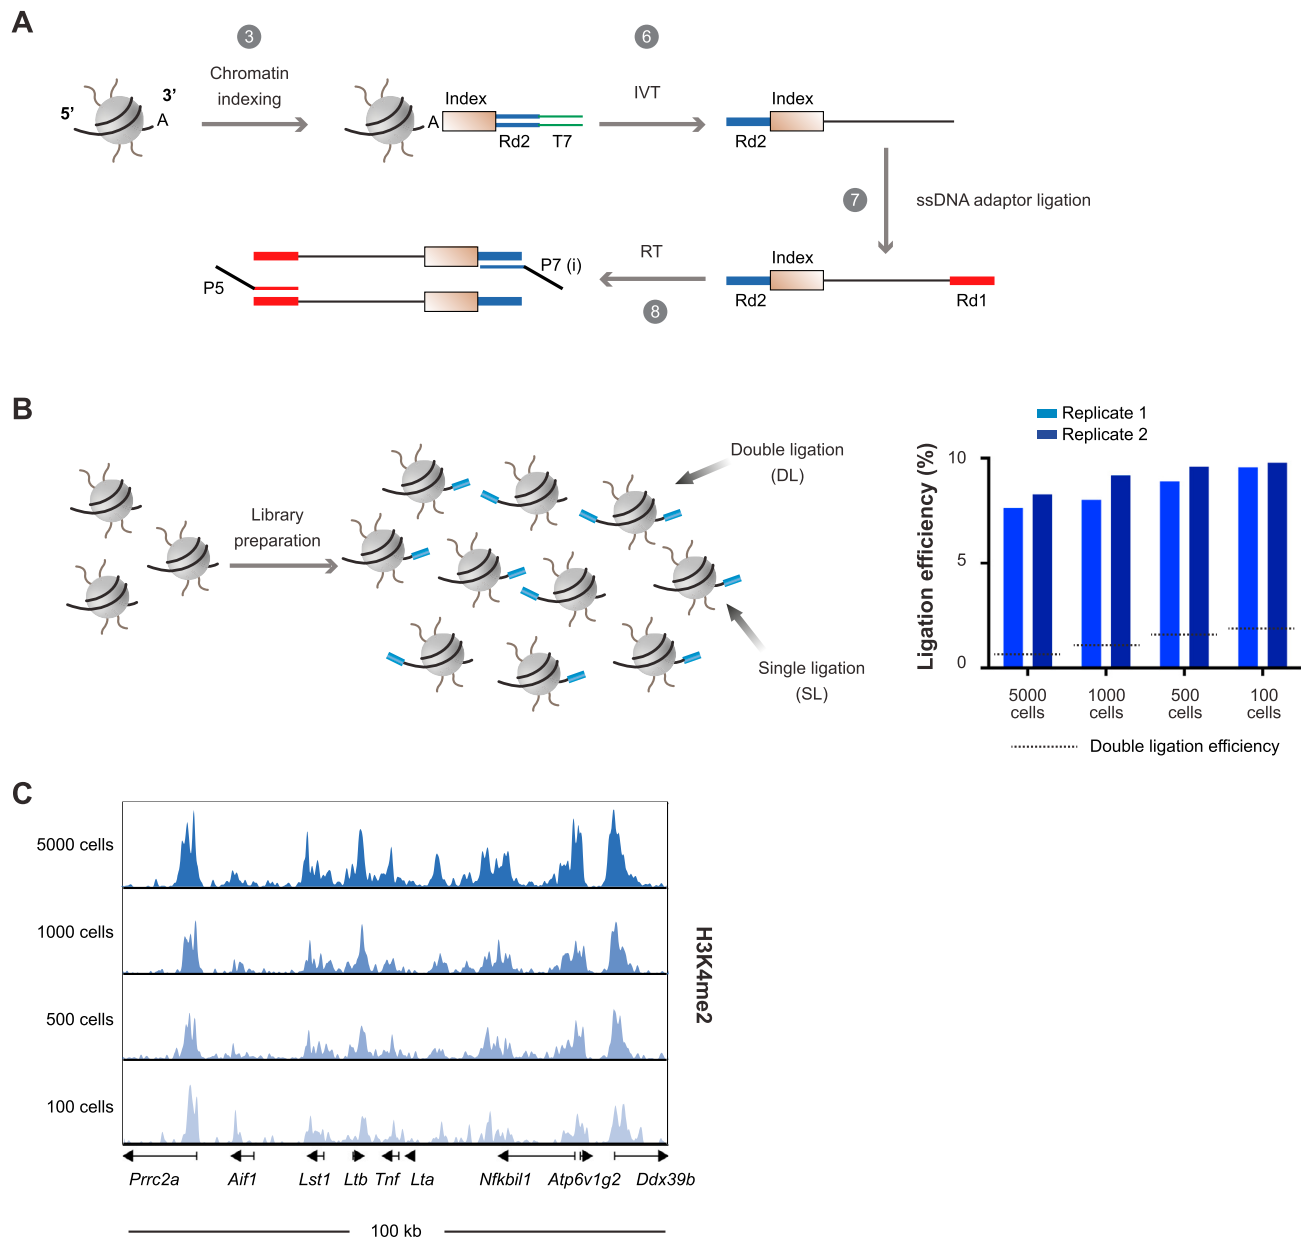 A
3
6
Chromatin
indexing
IVT
5’
3’
A
A
Index
Rd2
T7
Index
Rd2
7
ssDNA adaptor ligation
P5
P7 (i)
RT
8
Index
Rd2
Rd1
B
Library
preparation
Double ligation
(DL)
Single ligation
(SL)
Replicate 1
Replicate 2
Ligation efficiency (%)
10
5
0
5000
cells
1000
cells
500
cells
100
cells
Double ligation efficiency
C
5000 cells
1000 cells
500 cells
100 cells
H3K4me2
Prrc2a Aif1 Lst1 Ltb Tnf Lta Nfkbil1 Atp6v1g2 Ddx39b
100 kb